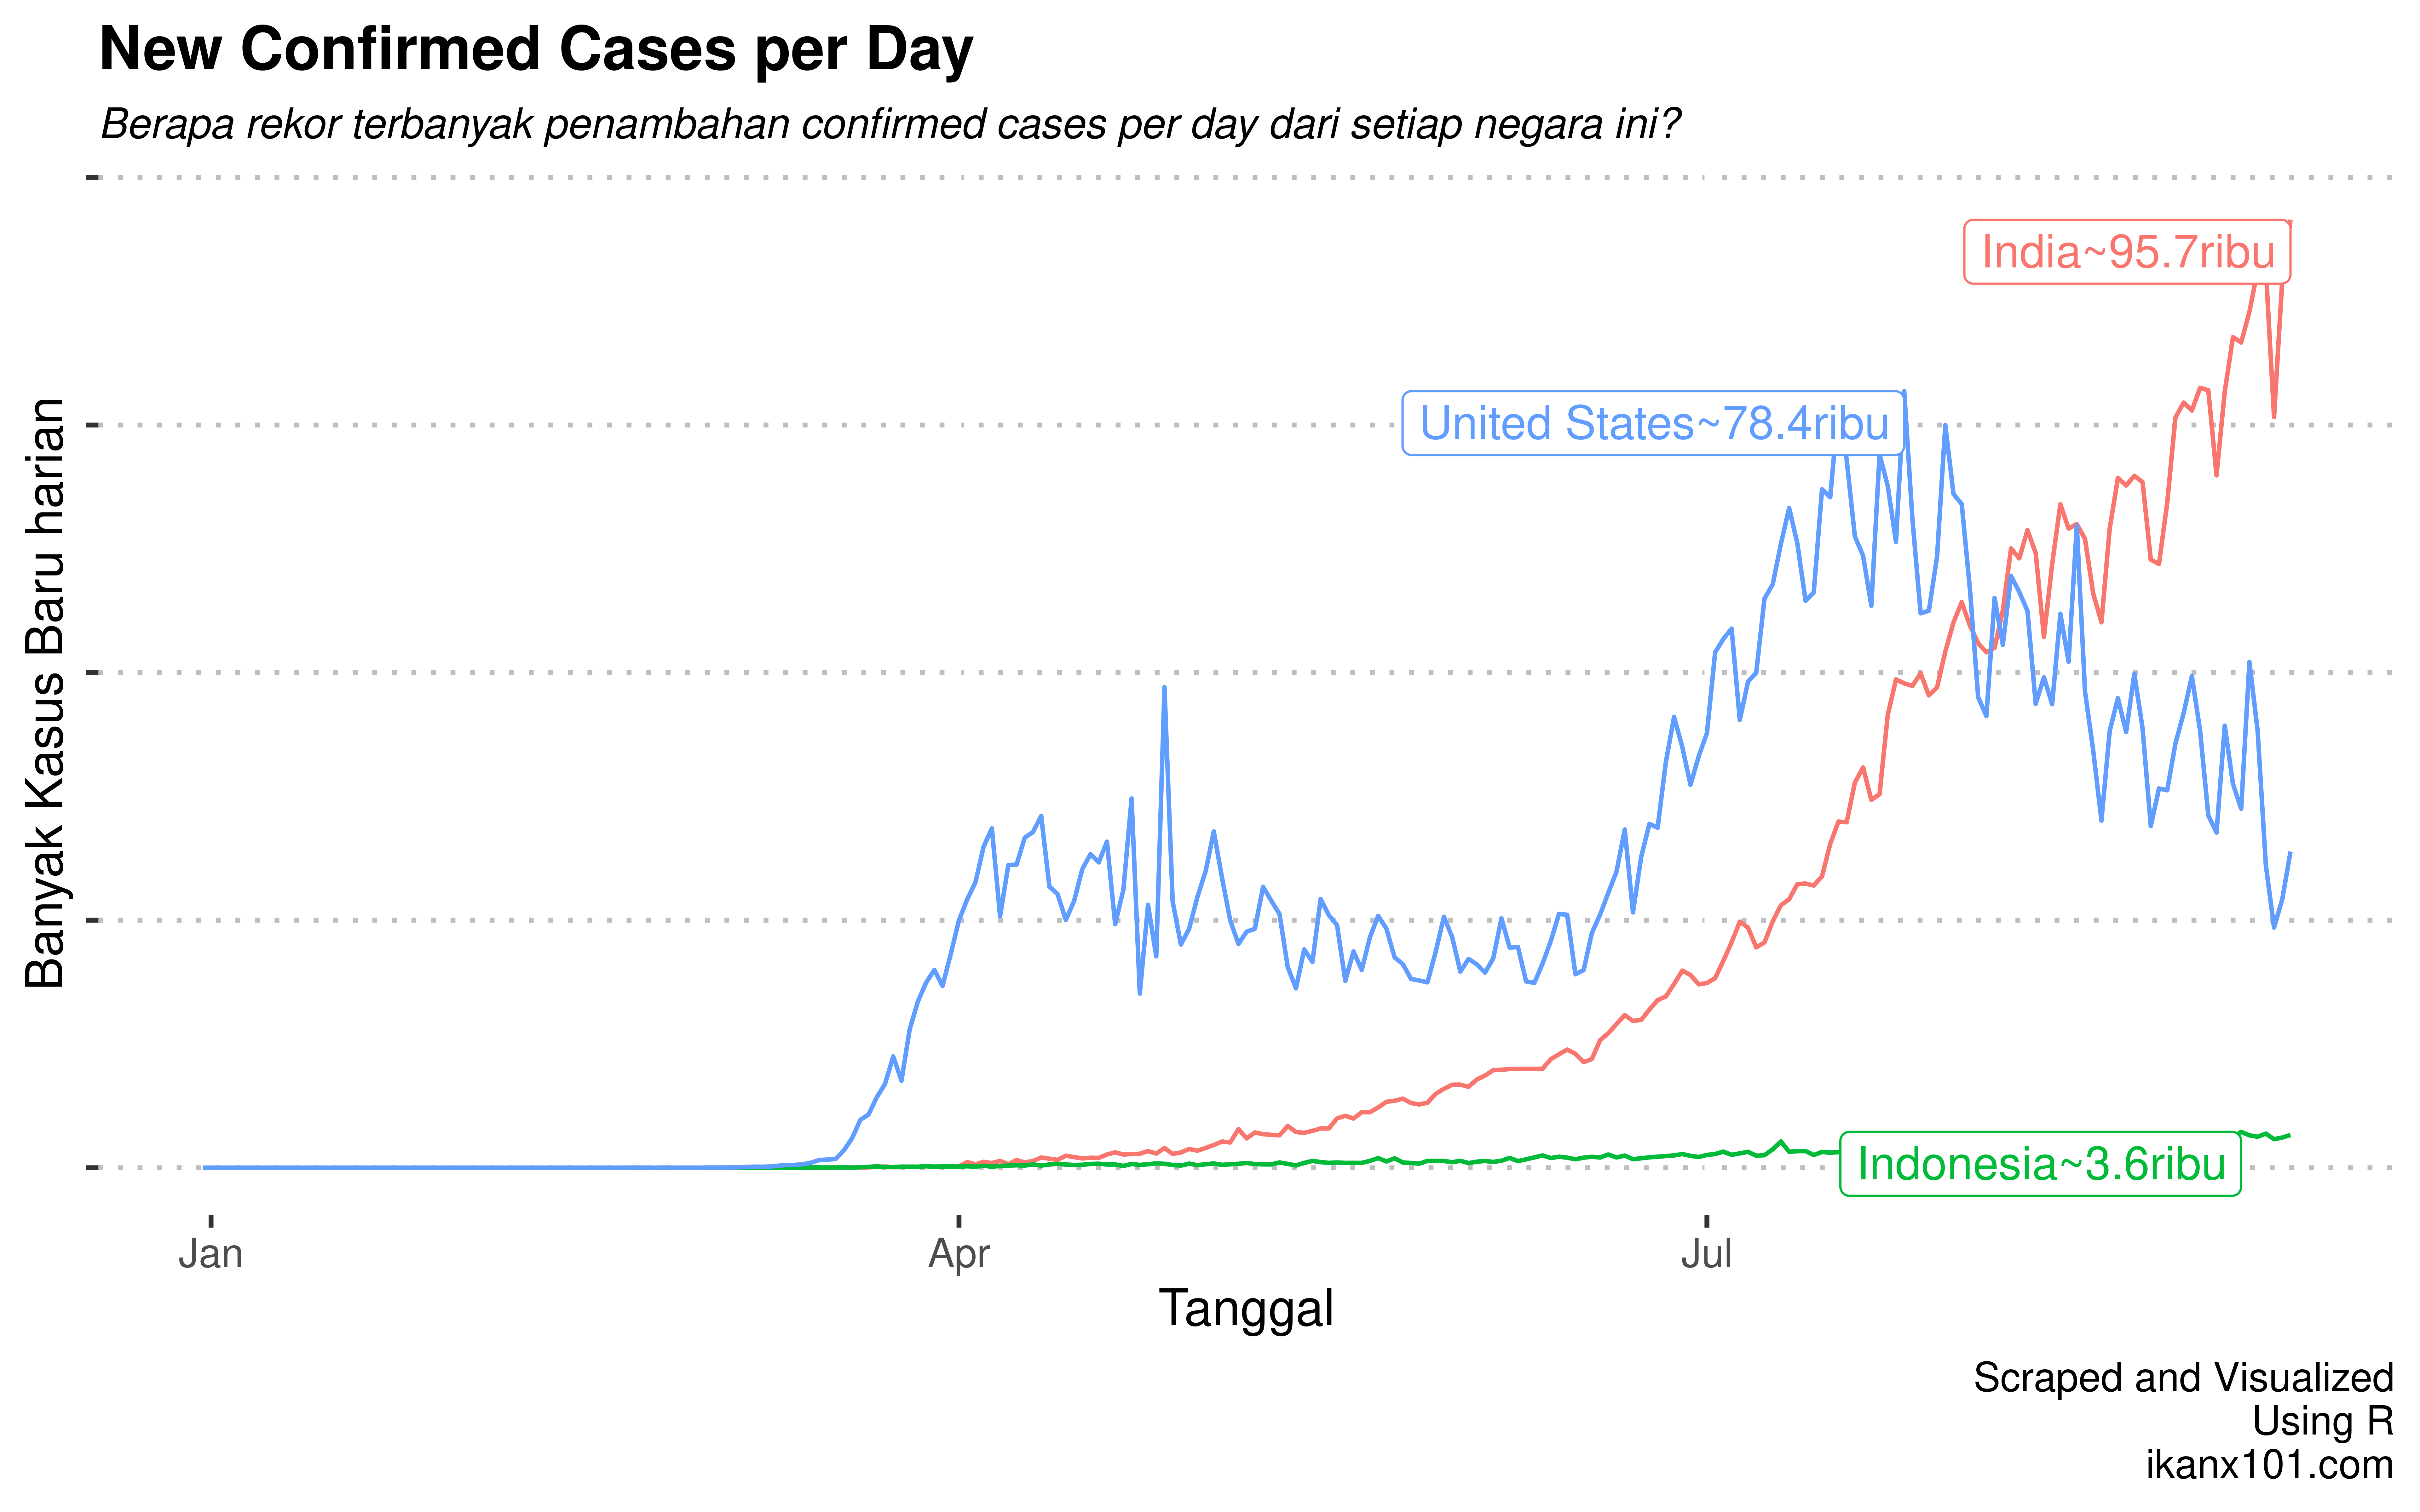 New Confirmed Cases per Day
Berapa rekor terbanyak penambahan confirmed cases per day dari setiap negara ini?
Banyak Kasus Baru harian
India~95.7ribu
United States~78.4ribu
Indonesia~3.6ribu
Jan
Apr
Jul
Tanggal
Scraped and Visualized
Using R
ikanx101.com